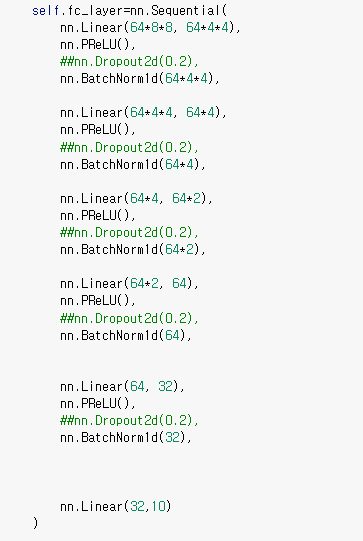 self.fc_layer=nn.Sequential(
nn.Linear(64*8*8, 64*4*4),
nn.PReLU(),
##nn.Dropout2d(0.2),
nn.BatchNorm1d(64*4*4),
nn.Linear(64*4*4, 64*4),
nn.PReLU(),
##nn.Dropout2d(0.2),
nn.BatchNorm1d(64*4),
nn.Linear(64*4, 64*2),
nn.PReLU(),
##nn.Dropout2d(0.2),
nn.BatchNorm1d(64*2),
nn.Linear(64*2, 64),
nn.PReLU(),
##nn.Dropout2d(0.2),
nn.BatchNorm1d(64),
nn.Linear(64, 32),
nn.PReLU(),
##nn.Dropout2d(0.2),
nn.BatchNorm1d(32),
nn.Linear(32,10)
)